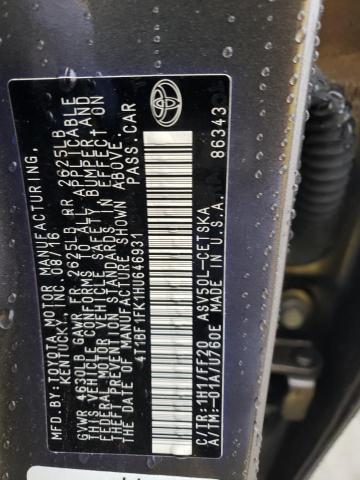 MFD.BY:TOYOTA MOTOR MANUFACTURING,
KENTUCKY, INC. 08/16
GVWR 4630LB GAWR FR 2625LB RR 2625LB
THIS VEHICLE CONFORMS TO ALL APPLICABLE
FEDERAL MOTOR VEHICLE SAFETY, BUMPER, AND
THEFT PREVENTION STANDARDS IN EFFECT
ON THE DATE OF MANUFACTURE SHOWN ABOVE.
4T1BF1FK1HU646931 PASS. CAR
C/TR:1H1/FF20 ASV50L-CETSKA
A/TM:-01A/U760E MADE IN U.S.A. 86343